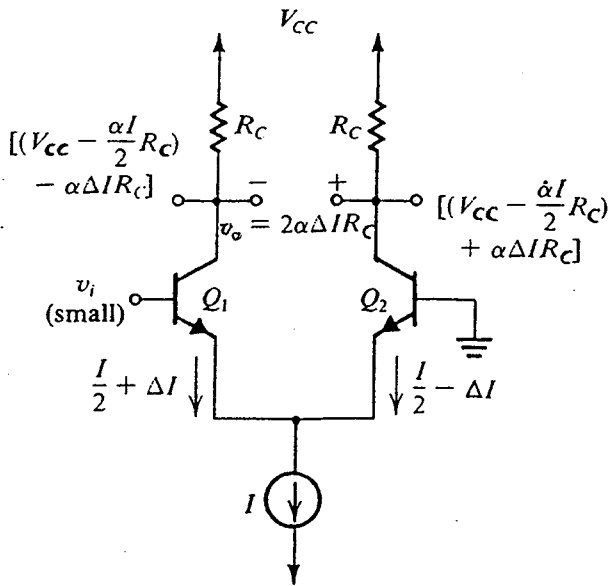 V_CC
R_C
R_C
[(V_CC − αI/2 R_C)
− αΔIR_C]
−
+
v_o = 2αΔIR_C
[(V_CC − αI/2 R_C)
+ αΔIR_C]
v_i
(small)
Q_1
Q_2
I/2 + ΔI
I/2 − ΔI
I